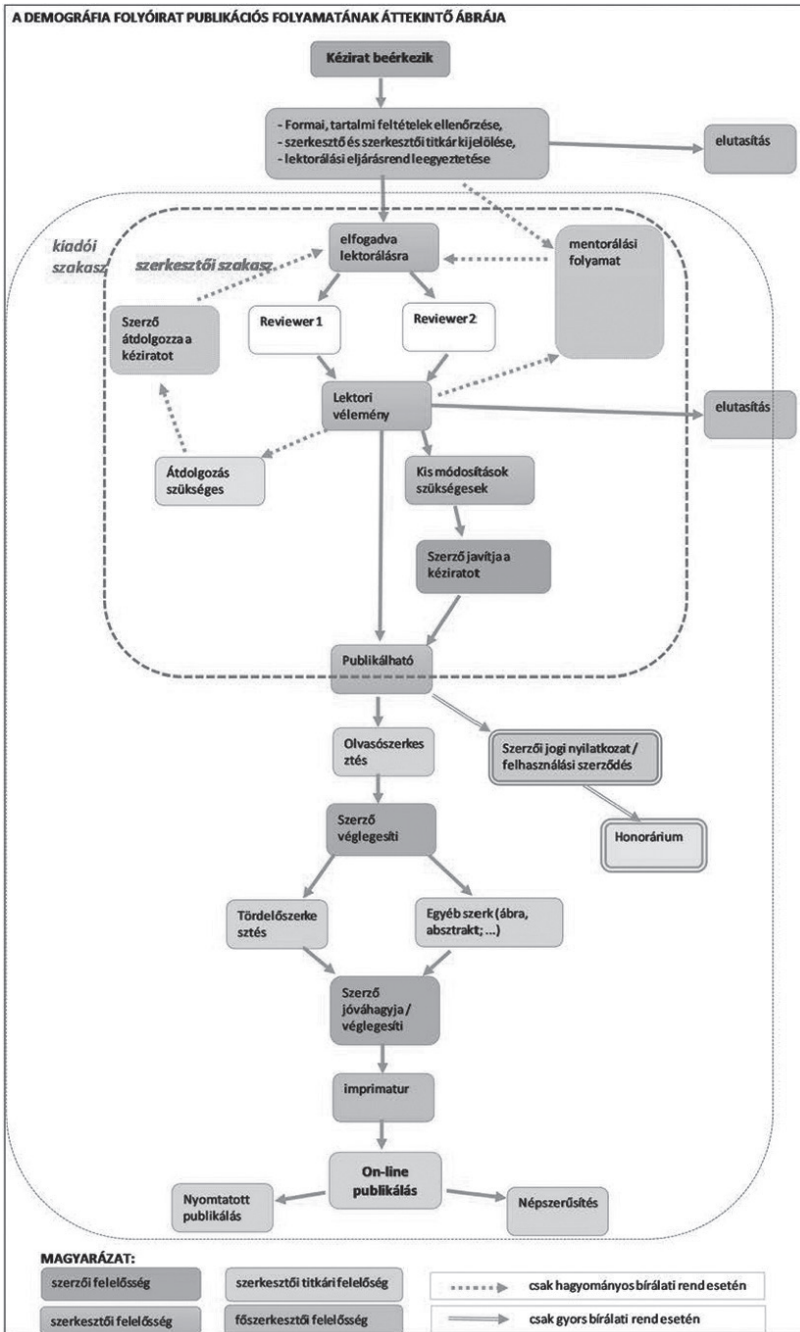 A DEMOGRÁFIA FOLYÓIRAT PUBLIKÁCIÓS FOLYAMATÁNAK ÁTTEKINTŐ ÁBRÁJA
Kézirat beérkezik
- Formai, tartalmi feltételek ellenőrzése,
- szerkesztő és szerkesztői titkár kijelölése,
- lektorálási eljárásrend leegyeztetése
elutasítás
kiadói
szakasz
szerkesztői szakasz
elfogadva
lektorálásra
mentorálási
folyamat
Szerző
átdolgozza a
kéziratot
Reviewer 1
Reviewer 2
Lektori
vélemény
elutasítás
Átdolgozás
szükséges
Kis módosítások
szükségesek
Szerző javítja a
kéziratot
Publikálható
Olvasószerkes
ztés
Szerzői jogi nyilatkozat /
felhasználási szerződés
Szerző
véglegesíti
Honorárium
Tördelőszerke
sztés
Egyéb szerk (ábra,
absztrakt; ...)
Szerző
jóváhagyja /
véglegesíti
imprimatur
On-line
publikálás
Nyomtatott
publikálás
Népszerűsítés
MAGYARÁZAT:
szerzői felelősség
szerkesztői titkári felelőség
csak hagyományos bírálati rend esetén
szerkesztői felelősség
főszerkesztői felelősség
csak gyors bírálati rend esetén